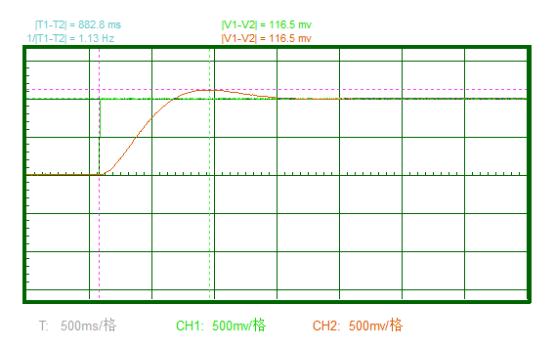 |T1-T2| = 882.8 ms |V1-V2| = 116.5 mv
1/|T1-T2| = 1.13 Hz |V1-V2| = 116.5 mv
T: 500ms/格 CH1: 500mv/格 CH2: 500mv/格